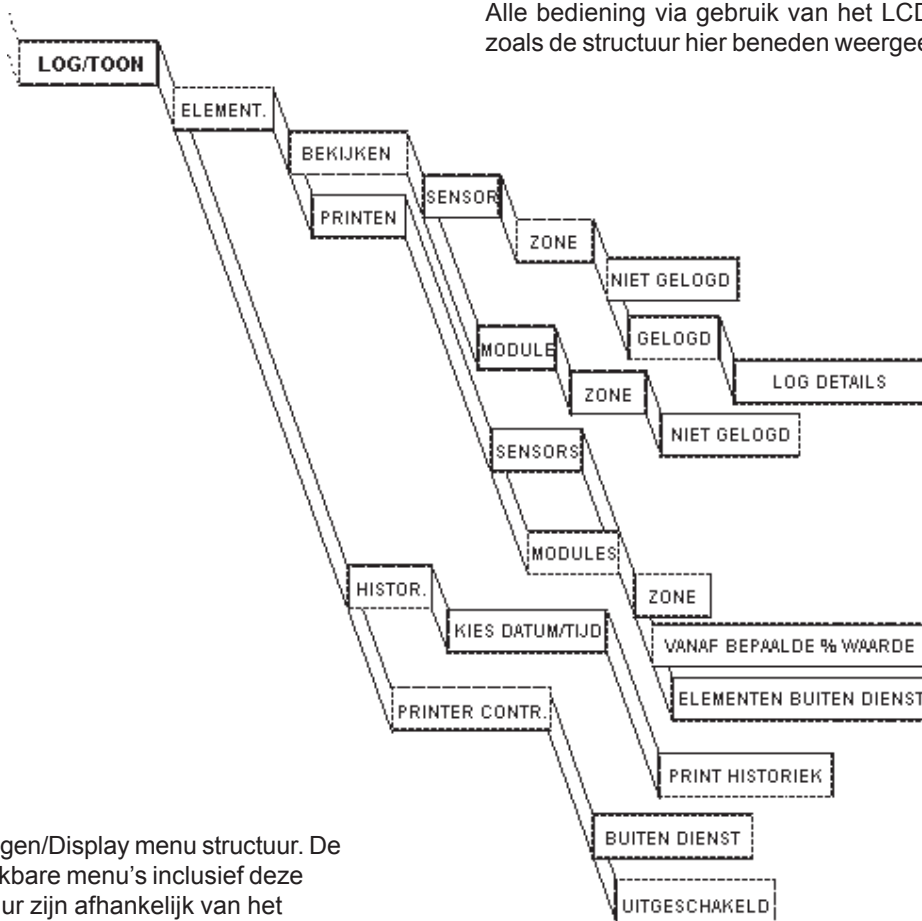 Alle bediening via gebruik van het LCD
zoals de structuur hier beneden
LOG/TOON
ELEMENT.
BEKIJKEN
PRINTEN
SENSOR
ZONE
NIET GELOGD
GELOGD
LOG DETAILS
MODULE
ZONE
NIET GELOGD
SENSORS
MODULES
ZONE
VANAF BEPAALDE % WAARDE
ELEMENTEN BUITEN DIENST
HISTOR.
KIES DATUM/TIJD
PRINT HISTORIEK
PRINTER CONTR.
BUITEN DIENST
UITGESCHAKELD
gen/Display menu structuur. De
kbare menu's inclusief deze
ur zijn afhankelijk van het